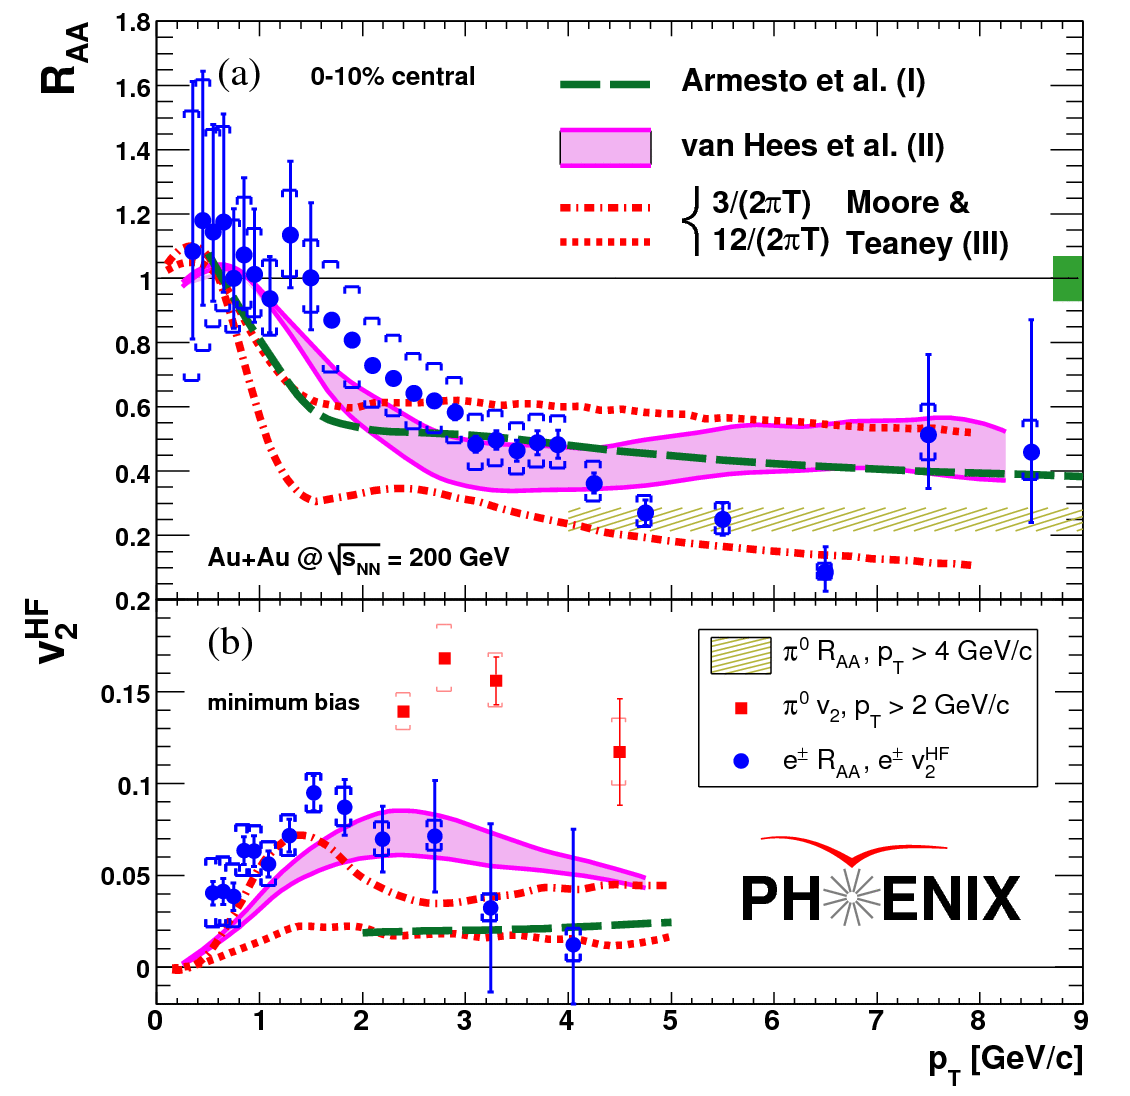 R_AA
1.8
1.6
1.4
1.2
1
0.8
0.6
0.4
0.2
(a)
0-10% central
Armesto et al. (I)
van Hees et al. (II)
3/(2πT)
12/(2πT)
Moore &
Teaney (III)
Au+Au @ √s_NN = 200 GeV
v_2^HF
0.2
0.15
0.1
0.05
0
(b)
minimum bias
π^0 R_AA, p_T > 4 GeV/c
π^0 v_2, p_T > 2 GeV/c
e^± R_AA, e^± v_2^HF
PHENIX
0 1 2 3 4 5 6 7 8 9
p_T [GeV/c]